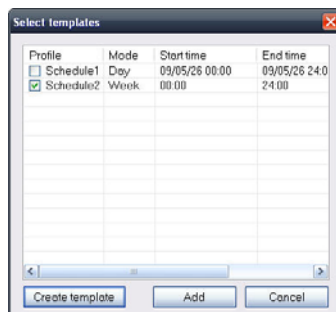 Select templates
Profile Mode Start time End time
Schedule1 Day 09/05/26 00:00 09/05/26 24:0
Schedule2 Week 00:00 24:00
Create template Add Cancel